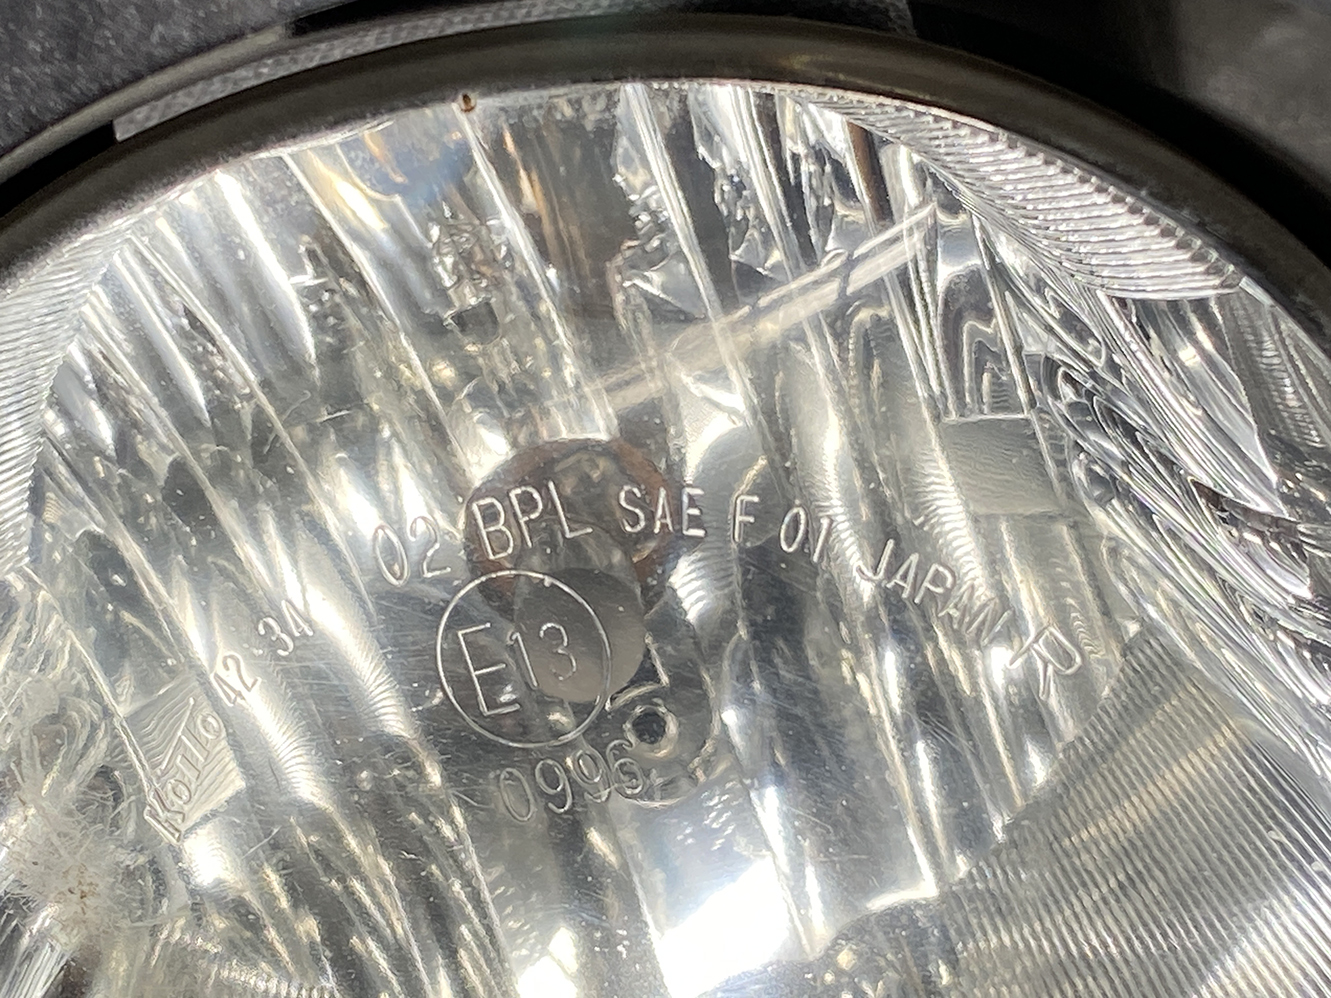 02 BPL SAE F 01 JAPAN R
E13
0996
KOITO 42 34